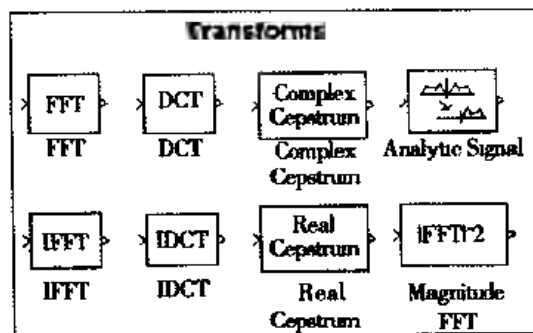 Transforms
FFT
DCT
Complex
Cepstrum
FFT
DCT
Complex
Cepstrum
Analytic Signal
IFFT
IDCT
Real
Cepstrum
|FFT|^2
IFFT
IDCT
Real
Cepstrum
Magnitude
FFT